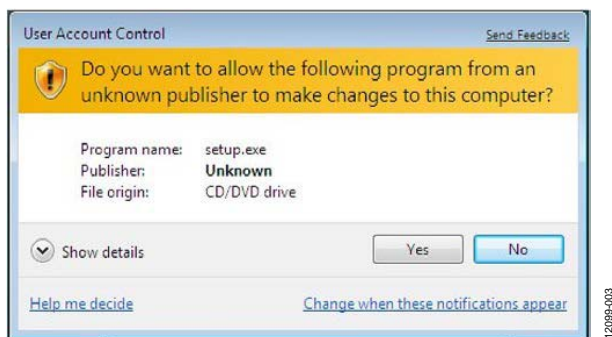 User Account Control
Send Feedback
Do you want to allow the following program from an
unknown publisher to make changes to this computer?
Program name: setup.exe
Publisher: Unknown
File origin: CD/DVD drive
Show details
Yes
No
Help me decide
Change when these notifications appear
12099-003